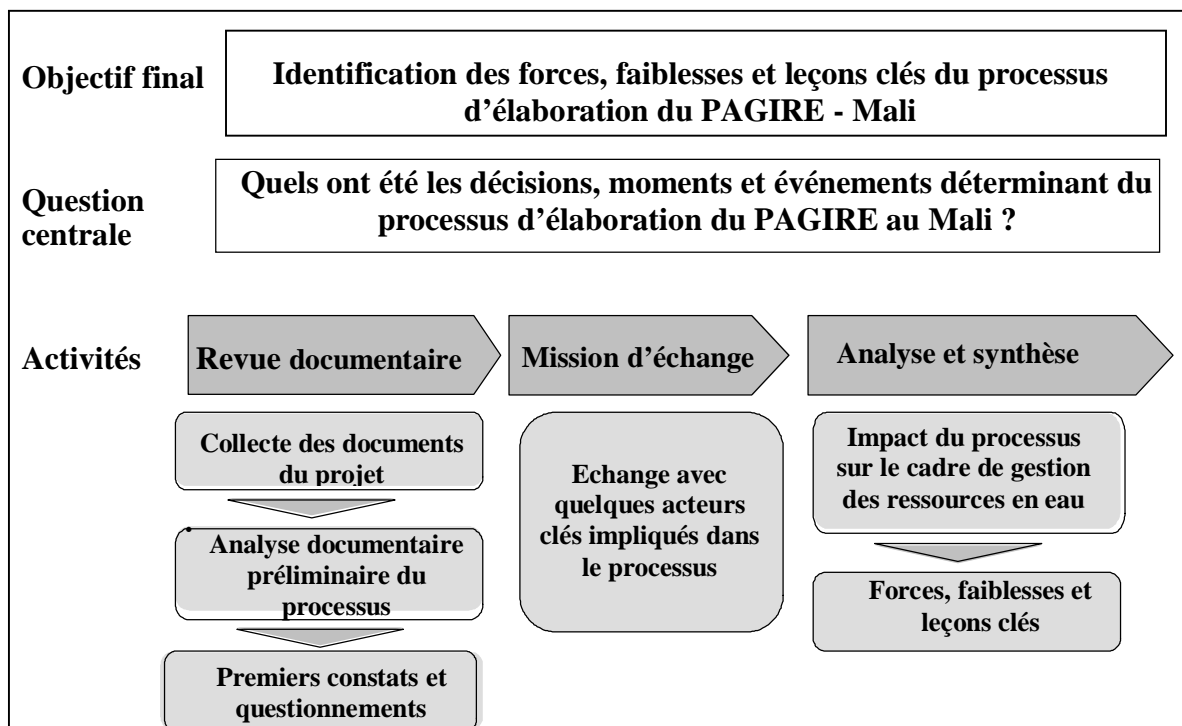 Objectif final
Identification des forces, faiblesses et leçons clés du processus
d’élaboration du PAGIRE - Mali
Question
centrale
Quels ont été les décisions, moments et événements déterminant du
processus d’élaboration du PAGIRE au Mali ?
Activités
Revue documentaire
Mission d’échange
Analyse et synthèse
Collecte des documents
du projet
Analyse documentaire
préliminaire du
processus
Premiers constats et
questionnements
Echange avec
quelques acteurs
clés impliqués dans
le processus
Impact du processus
sur le cadre de gestion
des ressources en eau
Forces, faiblesses et
leçons clés